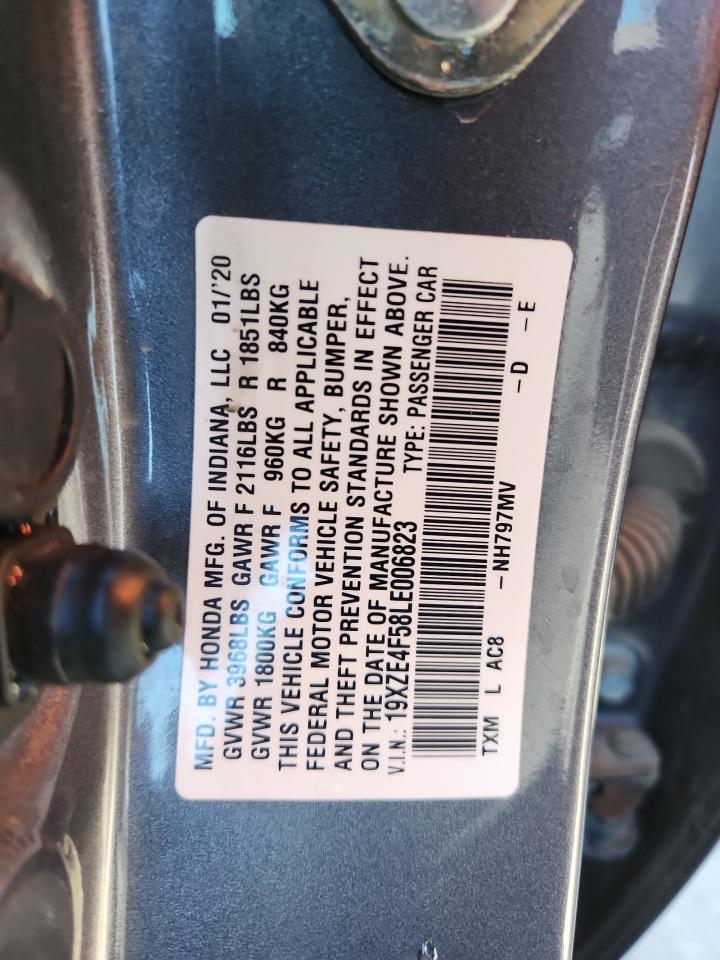 MFD. BY HONDA MFG. OF INDIANA, LLC 01/'20
GVWR 3968LBS GAWR F 2116LBS R 1851LBS
GVWR 1800KG GAWR F 960KG R 840KG
THIS VEHICLE CONFORMS TO ALL APPLICABLE
FEDERAL MOTOR VEHICLE SAFETY, BUMPER,
AND THEFT PREVENTION STANDARDS IN EFFECT
ON THE DATE OF MANUFACTURE SHOWN ABOVE.
V.I.N.: 19XZE4F58LE006823 TYPE: PASSENGER CAR
TXM L AC8 -NH797MV -D -E